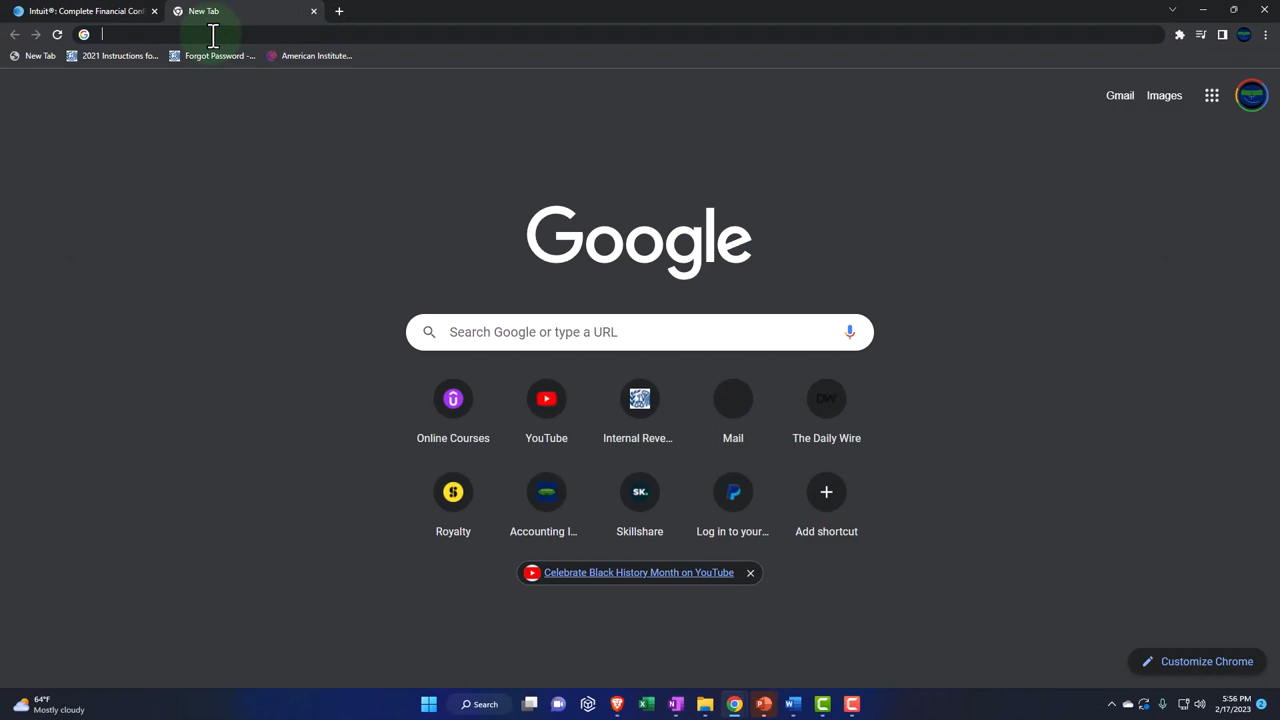 Intuit®: Complete Financial Conf
New Tab
New Tab
2021 Instructions fo...
Forgot Password -...
American Institute...
Gmail
Images
Google
Search Google or type a URL
Online Courses
YouTube
Internal Reve...
Mail
The Daily Wire
Royalty
Accounting I...
Skillshare
Log in to your...
Add shortcut
Celebrate Black History Month on YouTube
Customize Chrome
64°F
Mostly cloudy
Search
5:56 PM
2/17/2023